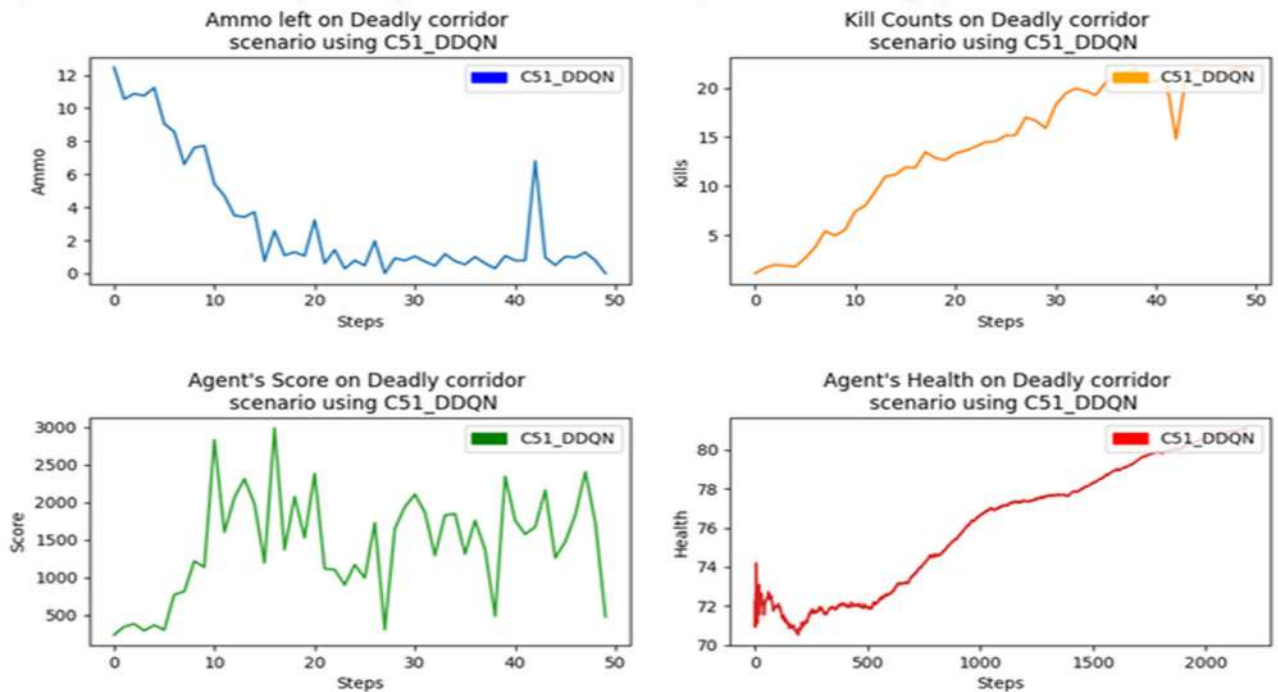 Ammo left on Deadly corridor
scenario using C51_DDQN
C51_DDQN
12
10
8
6
4
2
0
Ammo
0 10 20 30 40 50
Steps
Kill Counts on Deadly corridor
scenario using C51_DDQN
C51_DDQN
20
15
10
5
Kills
0 10 20 30 40 50
Steps
Agent's Score on Deadly corridor
scenario using C51_DDQN
C51_DDQN
3000
2500
2000
1500
1000
500
Score
0 10 20 30 40 50
Steps
Agent's Health on Deadly corridor
scenario using C51_DDQN
C51_DDQN
80
78
76
74
72
70
Health
0 500 1000 1500 2000
Steps